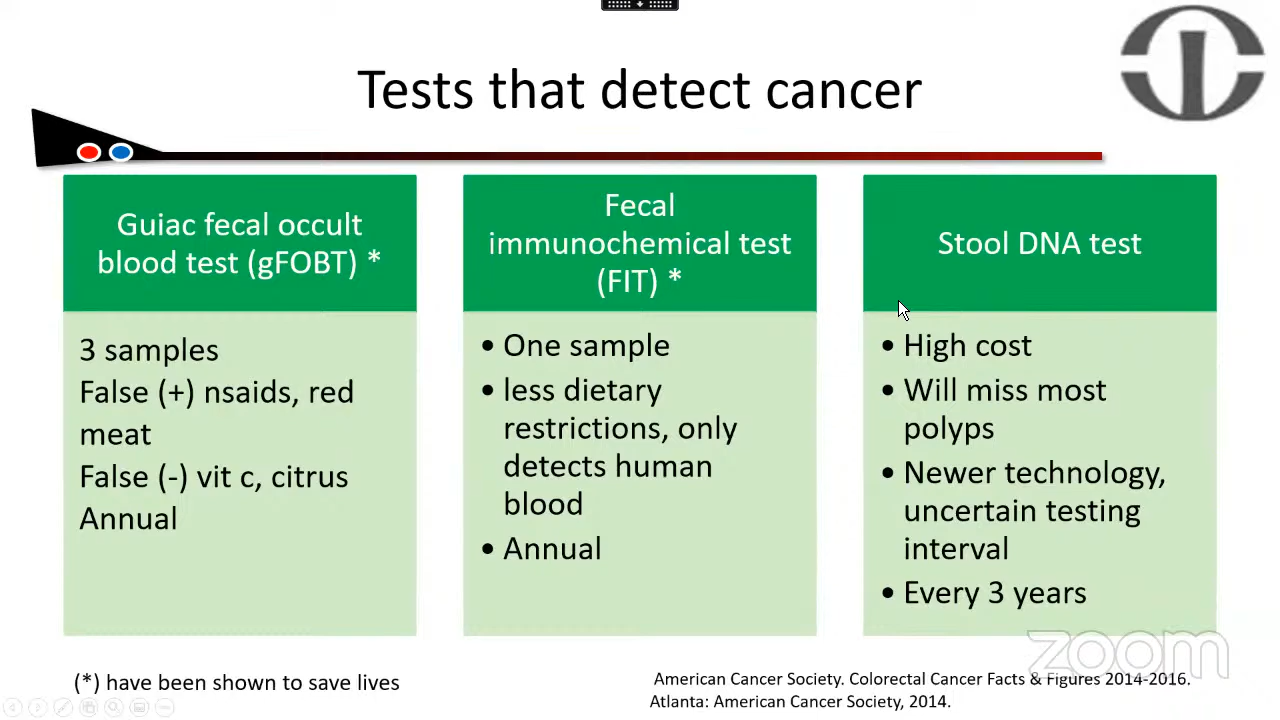 Tests that detect cancer
Guiac fecal occult
blood test (gFOBT) *
3 samples
False (+) nsaids, red
meat
False (-) vit c, citrus
Annual
Fecal
immunochemical test
(FIT) *
• One sample
• less dietary
restrictions, only
detects human
blood
• Annual
Stool DNA test
• High cost
• Will miss most
polyps
• Newer technology,
uncertain testing
interval
• Every 3 years
zoom
(*) have been shown to save lives
American Cancer Society. Colorectal Cancer Facts & Figures 2014-2016.
Atlanta: American Cancer Society, 2014.